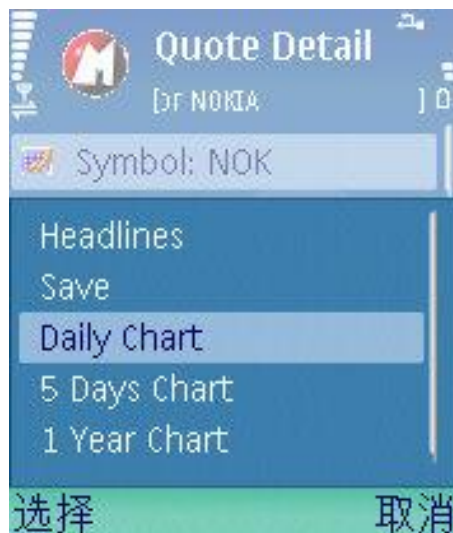 Quote Detail
[or NOKIA ]
Symbol: NOK
Headlines
Save
Daily Chart
5 Days Chart
1 Year Chart
选择 取消